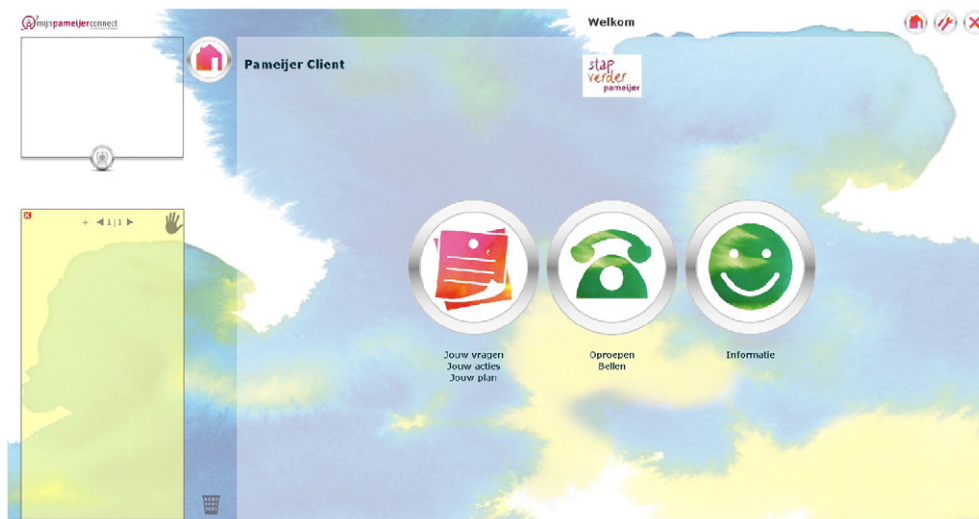 mijnpameijerconnect
Welkom
Pameijer Client
stap
verder
pameijer
+ ◀ 1|1 ▶
Jouw vragen
Jouw acties
Jouw plan
Oproepen
Bellen
Informatie